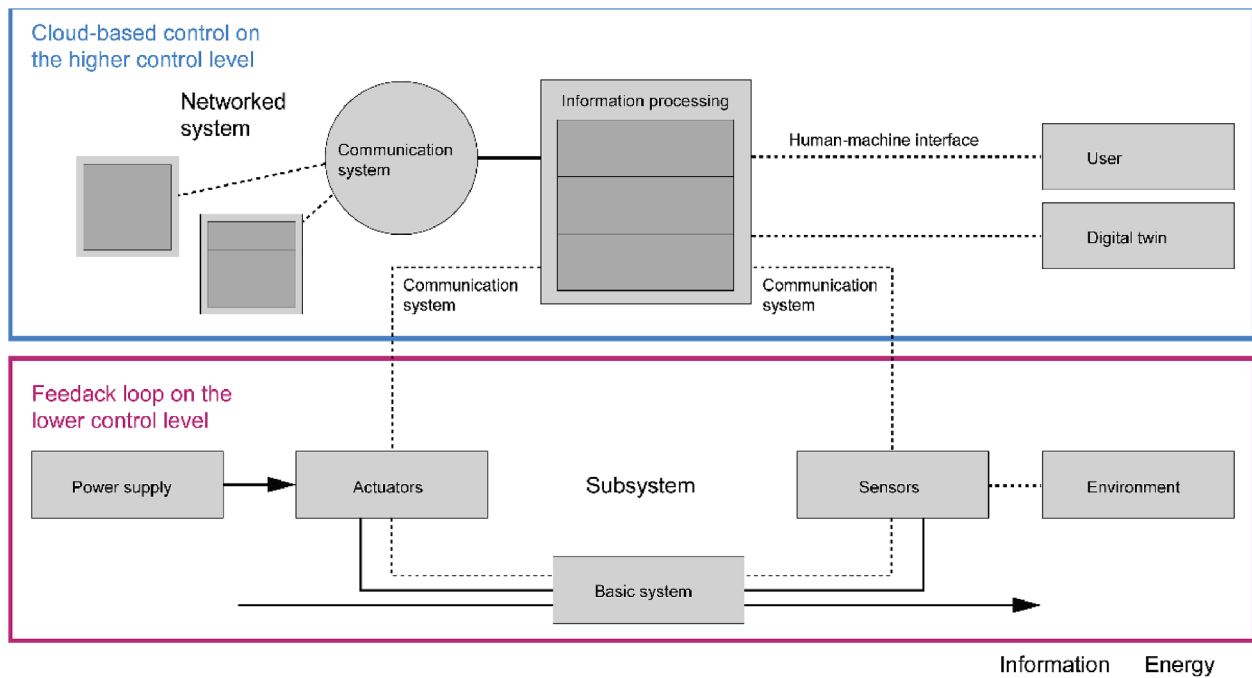 Cloud-based control on
the higher control level
Networked
system
Communication
system
Information processing
Human-machine interface
User
Digital twin
Communication
system
Communication
system
Feedack loop on the
lower control level
Power supply
Actuators
Subsystem
Sensors
Environment
Basic system
Information
Energy